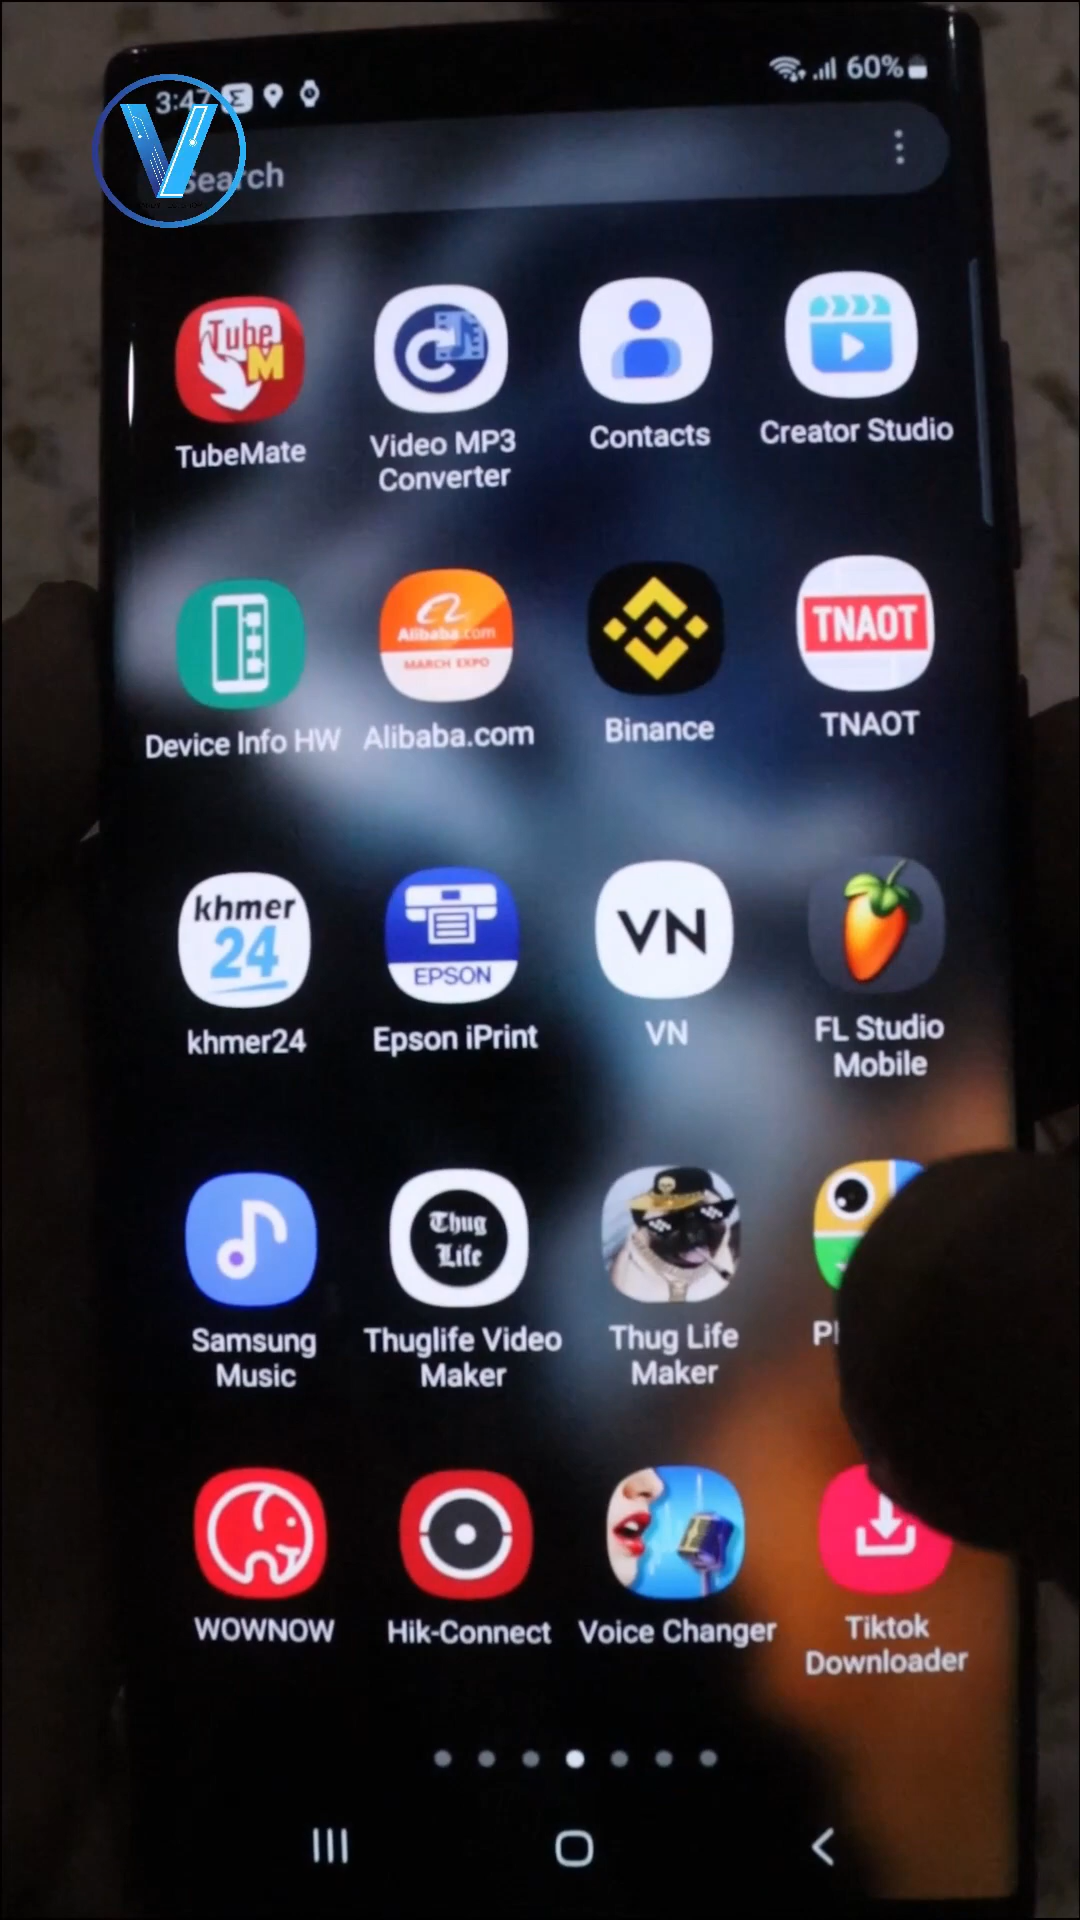 3:47
60%
Search
Tube
M
TubeMate
Video MP3
Converter
Contacts
Creator Studio
Alibaba.com
MARCH EXPO
TNAOT
Device Info HW
Alibaba.com
Binance
TNAOT
khmer
24
EPSON
VN
khmer24
Epson iPrint
VN
FL Studio
Mobile
Thug
Life
Samsung
Music
Thuglife Video
Maker
Thug Life
Maker
WOWNOW
Hik-Connect
Voice Changer
Tiktok
Downloader